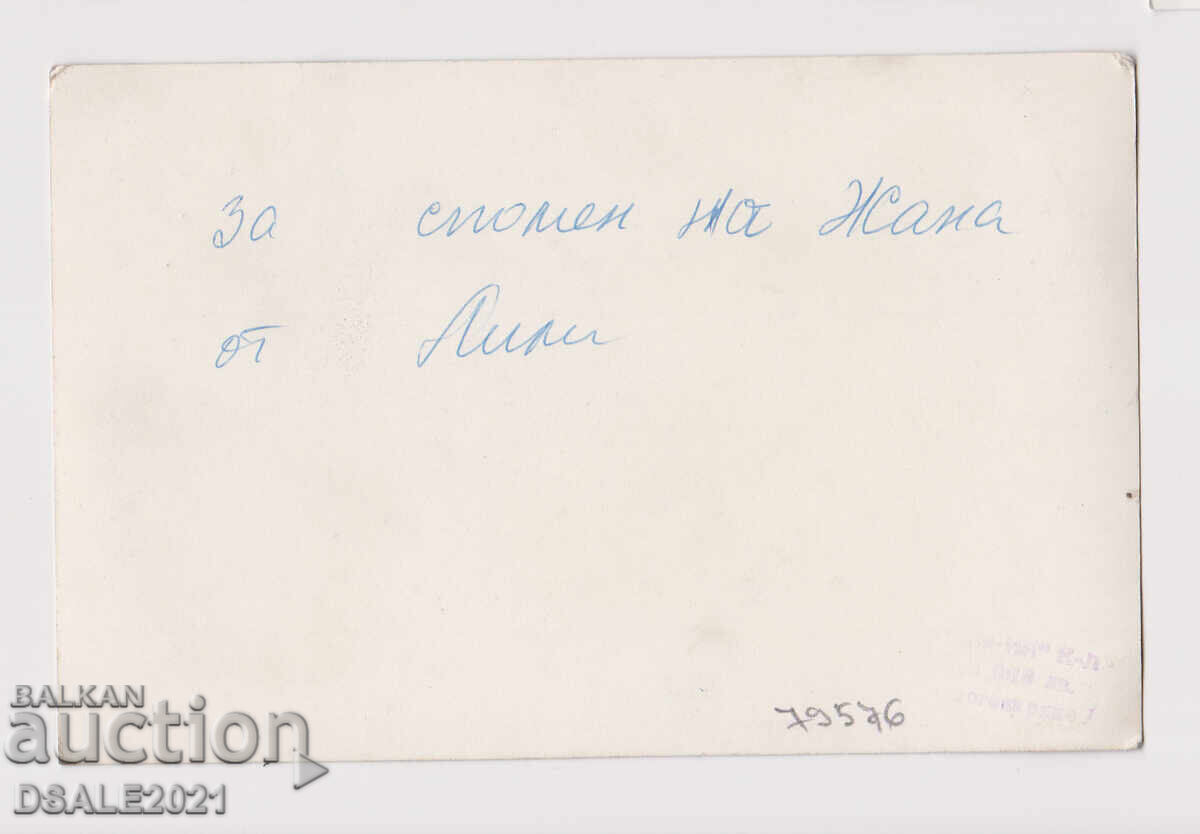 За спомен на Жана
от Лили
79576
BALKAN
auction
DSALE2021